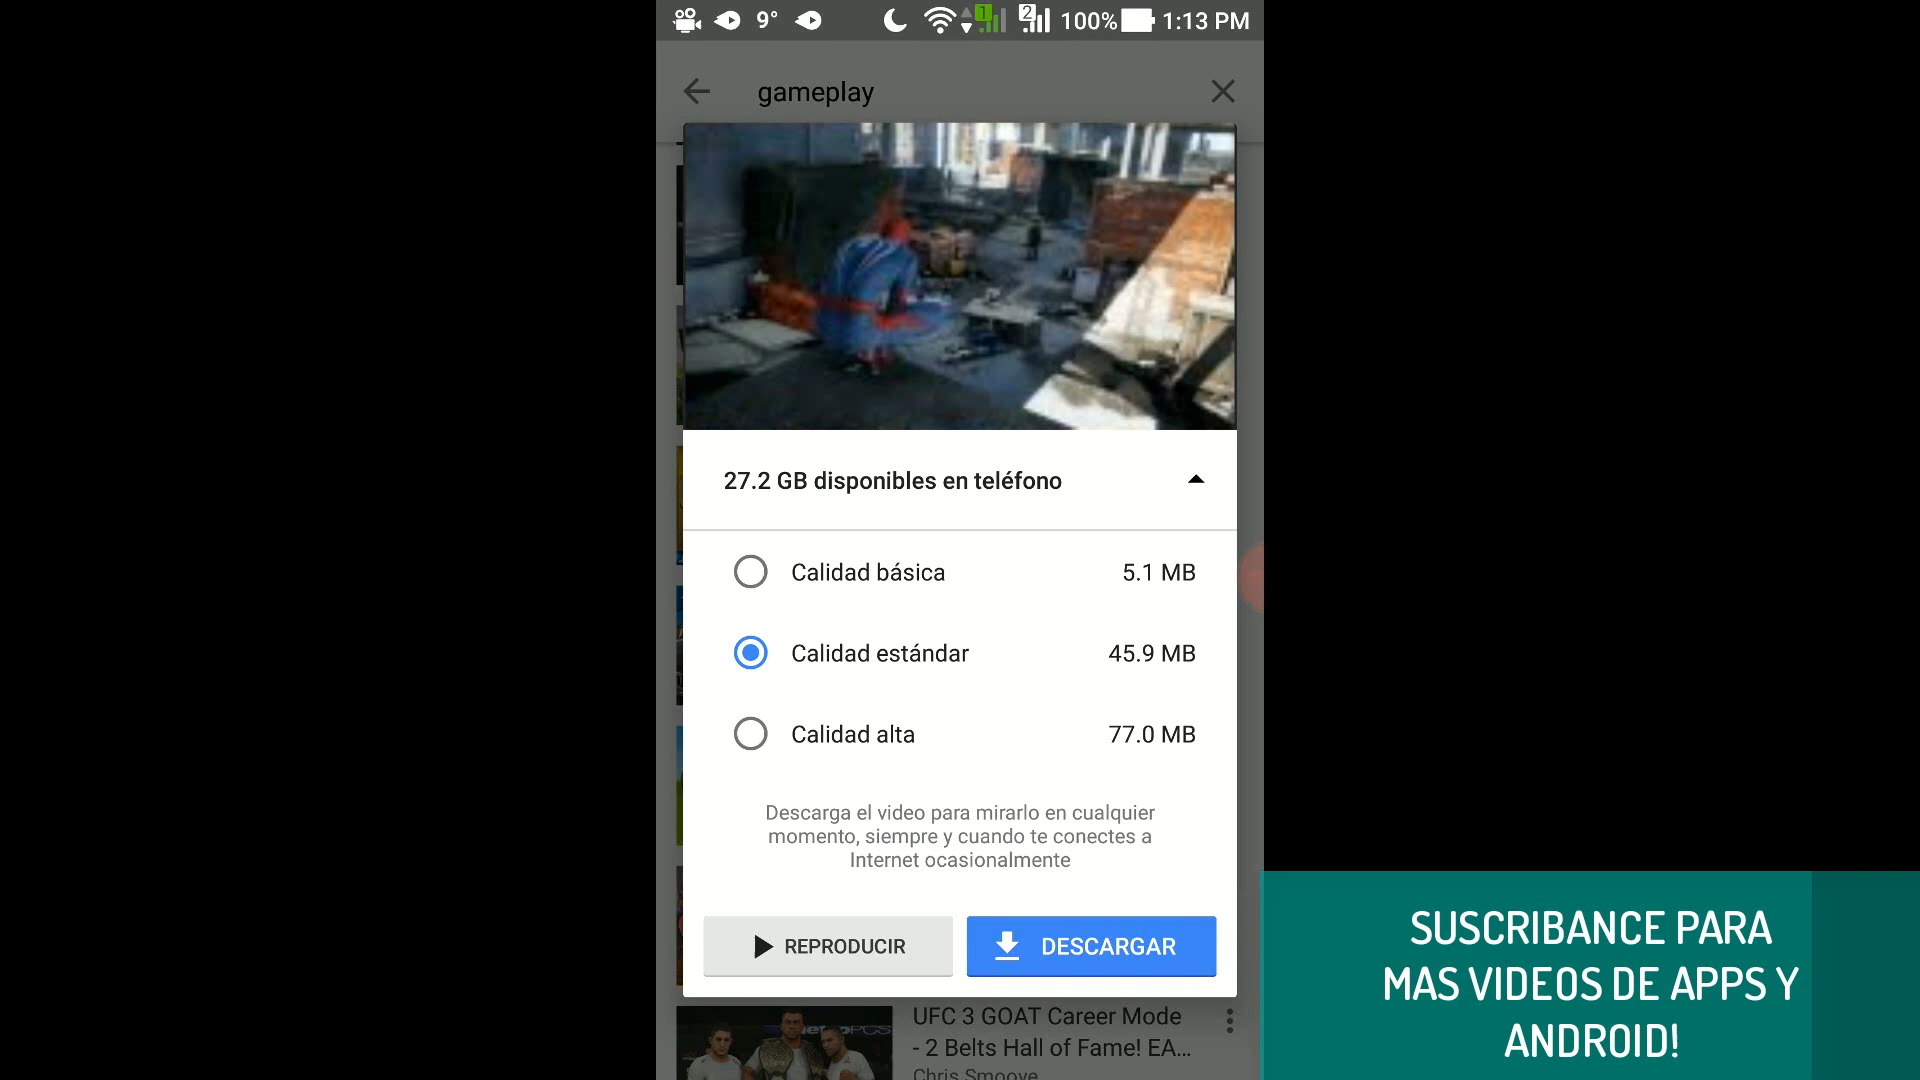 9°
1
2
100%
1:13 PM
gameplay
27.2 GB disponibles en teléfono
Calidad básica
5.1 MB
Calidad estándar
45.9 MB
Calidad alta
77.0 MB
Descarga el video para mirarlo en cualquier
momento, siempre y cuando te conectes a
Internet ocasionalmente
REPRODUCIR
DESCARGAR
UFC 3 GOAT Career Mode
- 2 Belts Hall of Fame! EA...
Chris Smoove
SUSCRIBANCE PARA
MAS VIDEOS DE APPS Y
ANDROID!